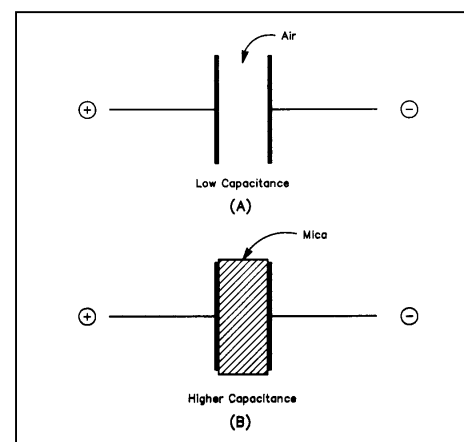 Air
+ -
Low Capacitance
(A)
Mica
+ -
Higher Capacitance
(B)